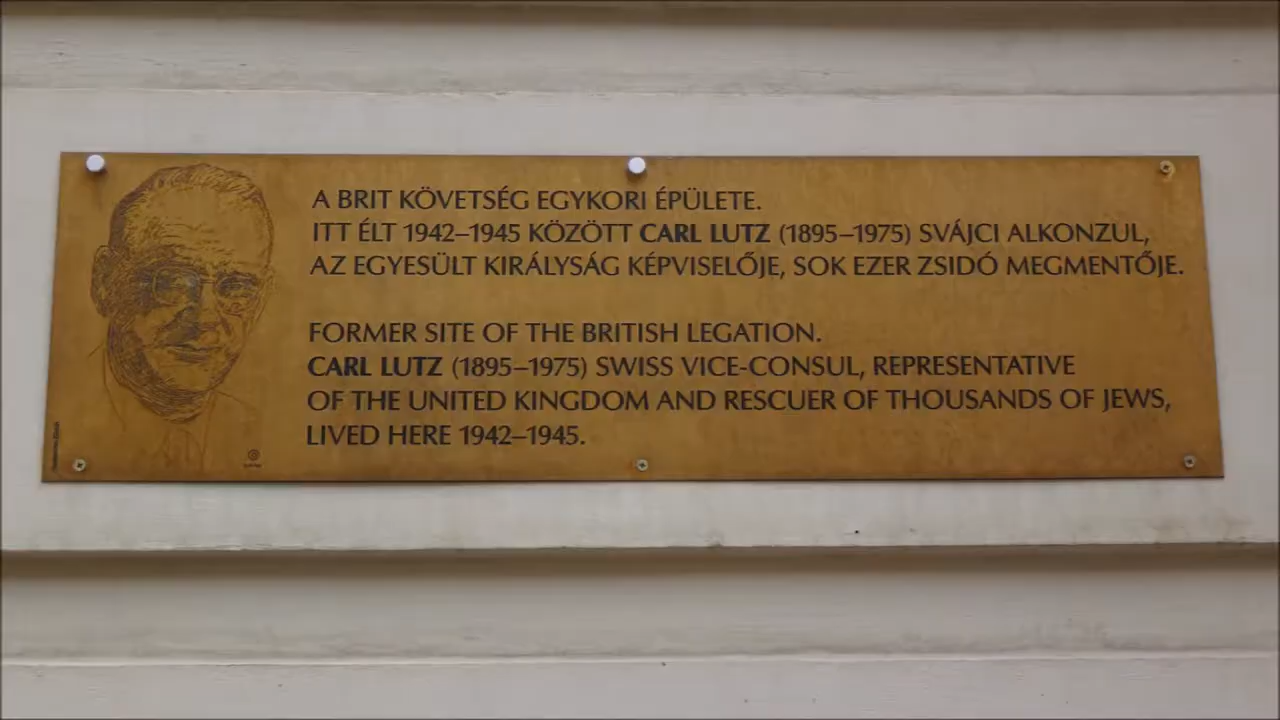 A BRIT KÖVETSÉG EGYKORI ÉPÜLETE.
ITT ÉLT 1942–1945 KÖZÖTT CARL LUTZ (1895–1975) SVÁJCI ALKONZUL,
AZ EGYESÜLT KIRÁLYSÁG KÉPVISELŐJE, SOK EZER ZSIDÓ MEGMENTŐJE.
FORMER SITE OF THE BRITISH LEGATION.
CARL LUTZ (1895–1975) SWISS VICE-CONSUL, REPRESENTATIVE
OF THE UNITED KINGDOM AND RESCUER OF THOUSANDS OF JEWS,
LIVED HERE 1942–1945.